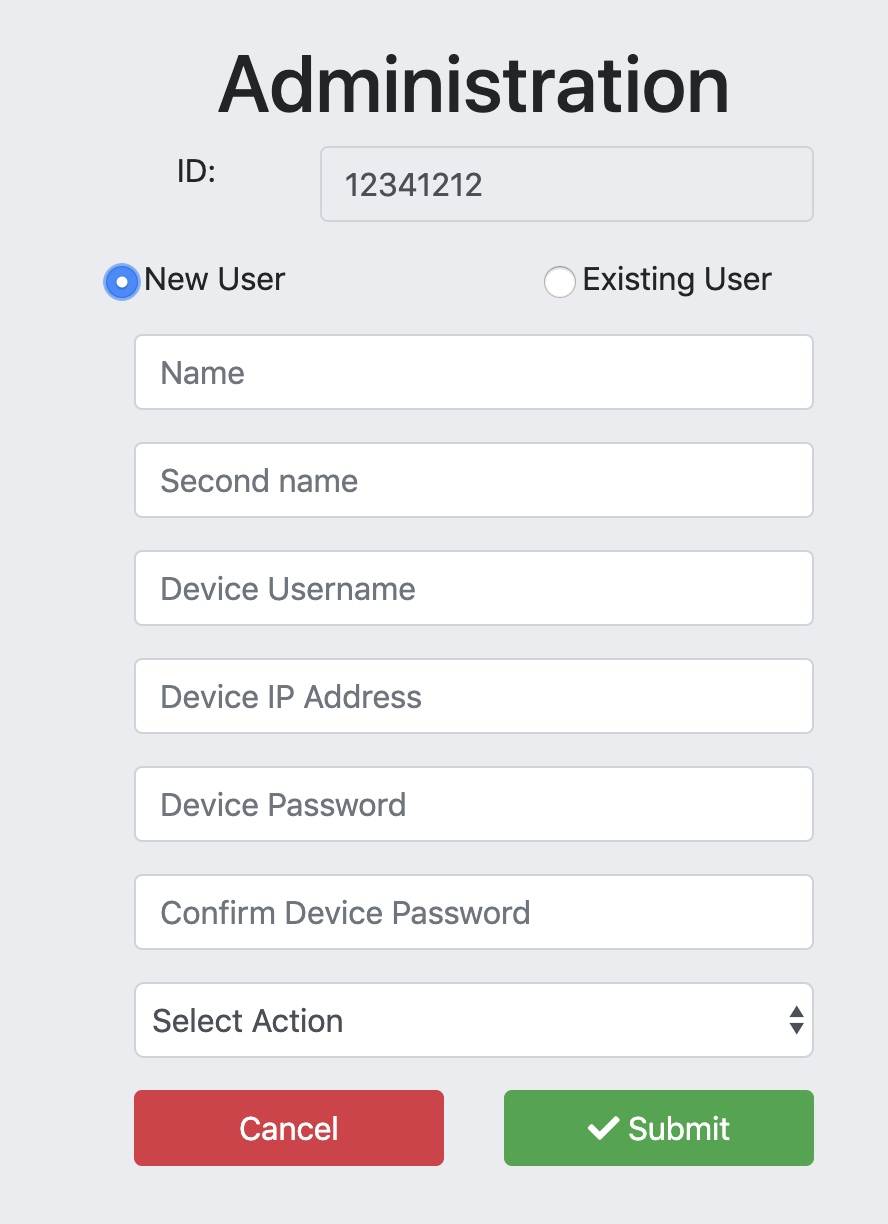 Administration
ID: 12341212
New User Existing User
Name
Second name
Device Username
Device IP Address
Device Password
Confirm Device Password
Select Action
Cancel Submit